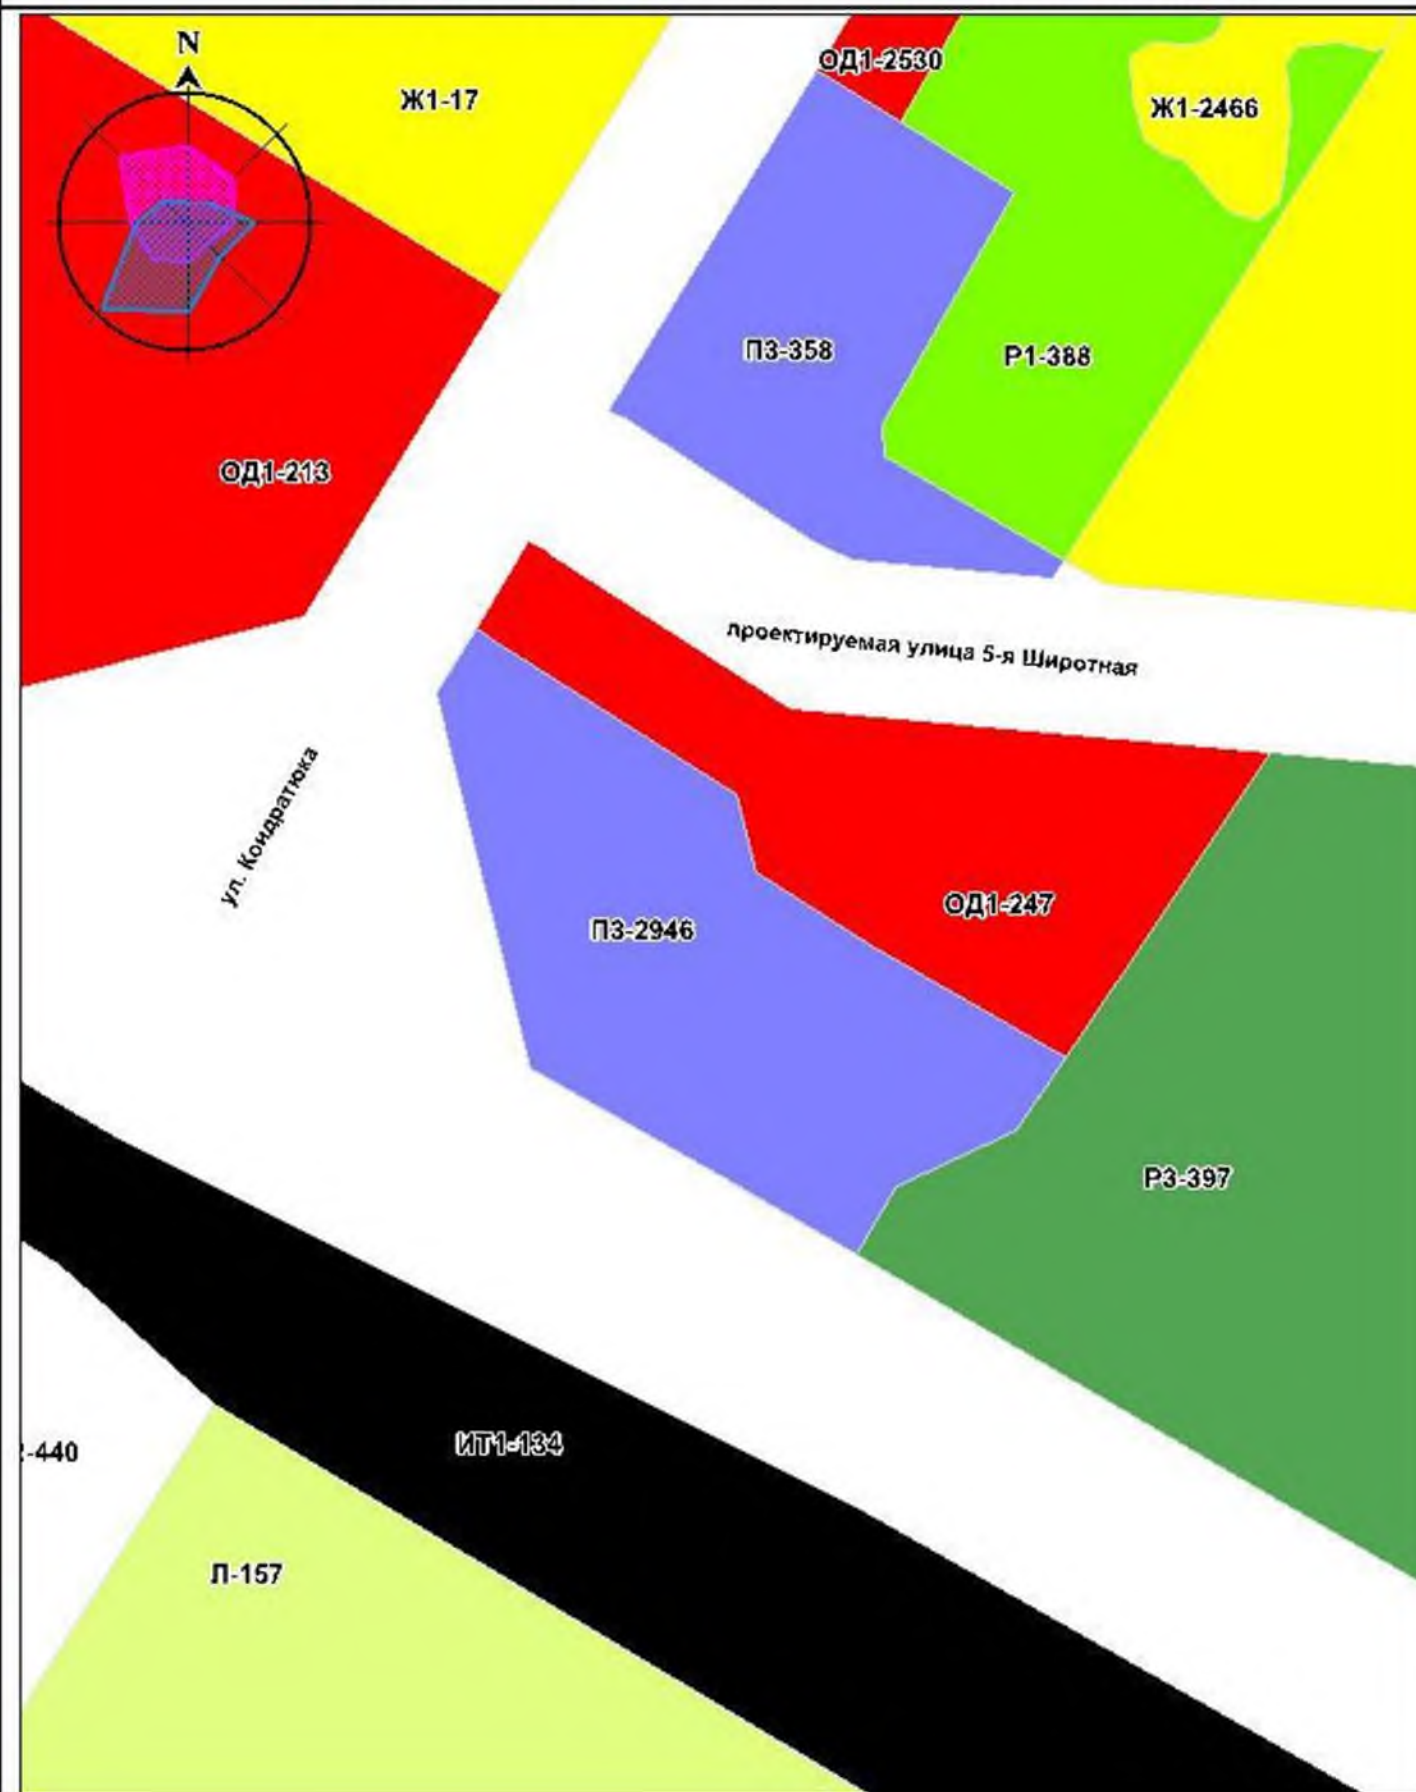 N
Ж1-17
ОД1-2530
Ж1-2466
П3-358
Р1-388
ОД1-213
проектируемая улица 5-я Широтная
ул. Кондратюка
ОД1-247
П3-2946
Р3-397
ИТ1-134
-440
Л-157